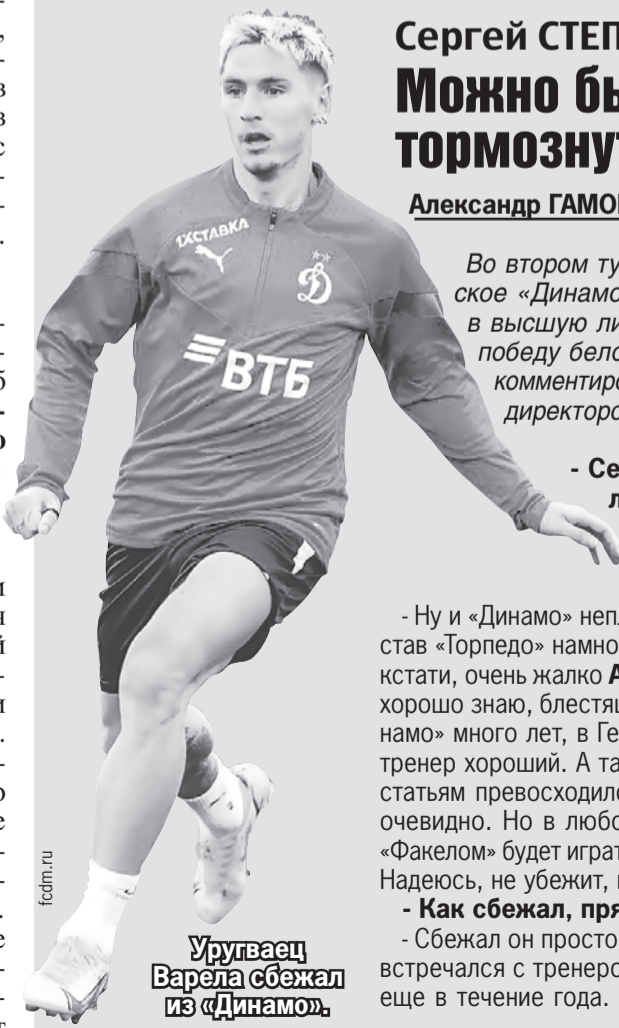 Сергей СТЕП
Можно бы
тормозну
Александр ГАМО
Во втором ту
ское «Динамо
в высшую ли
победу бело
комментиро
директоро
- Се
л
1XСТАВКА
D
ВТБ
- Ну и «Динамо» непл
став «Торпедо» намно
кстати, очень жалко А
хорошо знаю, блестящ
намо» много лет, в Ге
тренер хороший. А та
статьям превосходил
очевидно. Но в любо
«Факелом» будет играт
Надеюсь, не убежит,
- Как сбежал, пря
- Сбежал он просто
встречался с тренеро
еще в течение года.
fcdm.ru
Уругваец
Варела сбежал
из «Динамо».